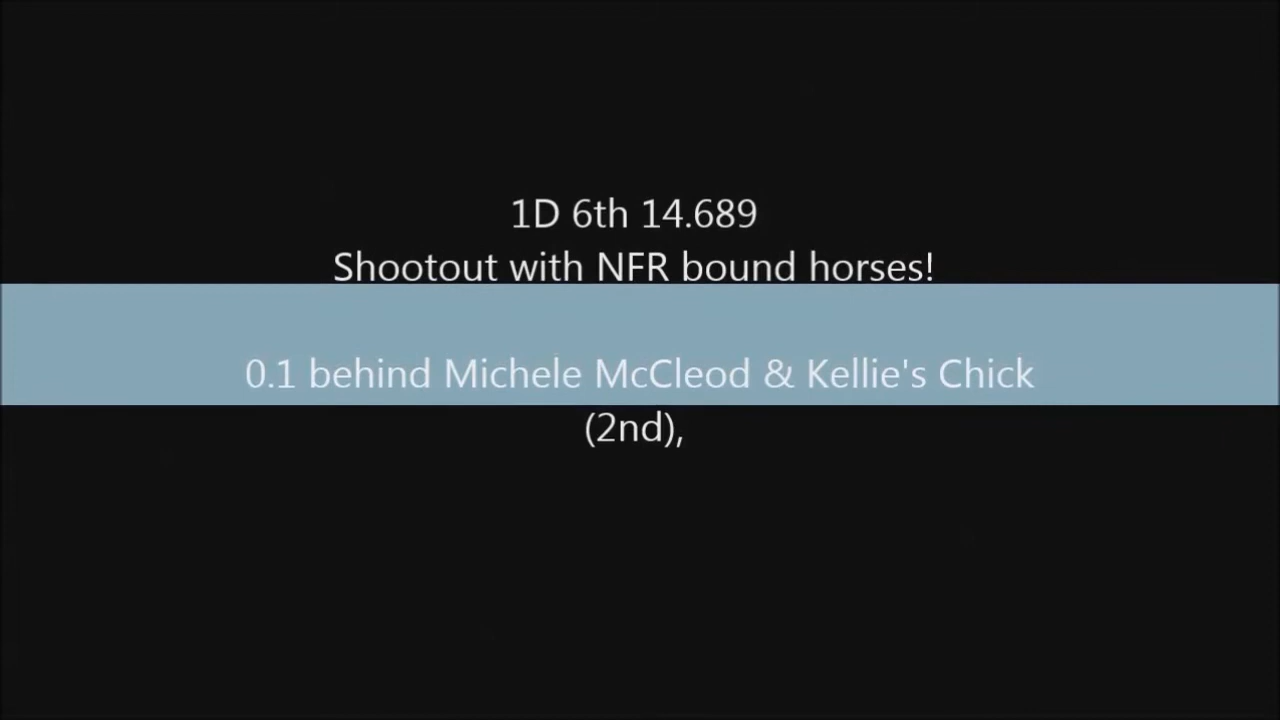 1D 6th 14.689
Shootout with NFR bound horses!
0.1 behind Michele McCleod & Kellie's Chick
(2nd),